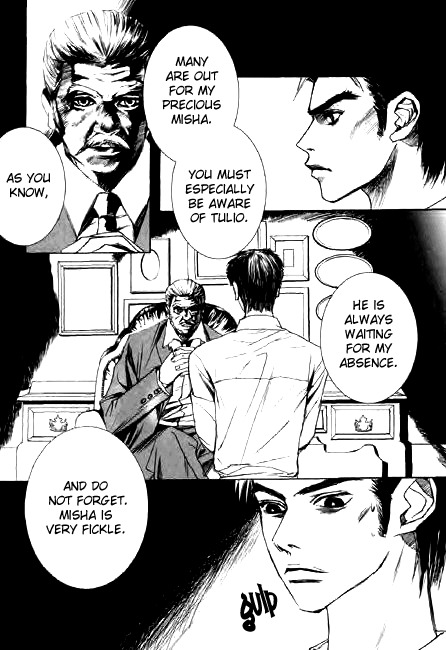 AS YOU
KNOW,
MANY
ARE OUT
FOR MY
PRECIOUS
MISHA.
YOU MUST
ESPECIALLY
BE AWARE
OF TULIO.
HE IS
ALWAYS
WAITING
FOR MY
ABSENCE.
AND DO
NOT FORGET.
MISHA IS
VERY FICKLE.
gulp